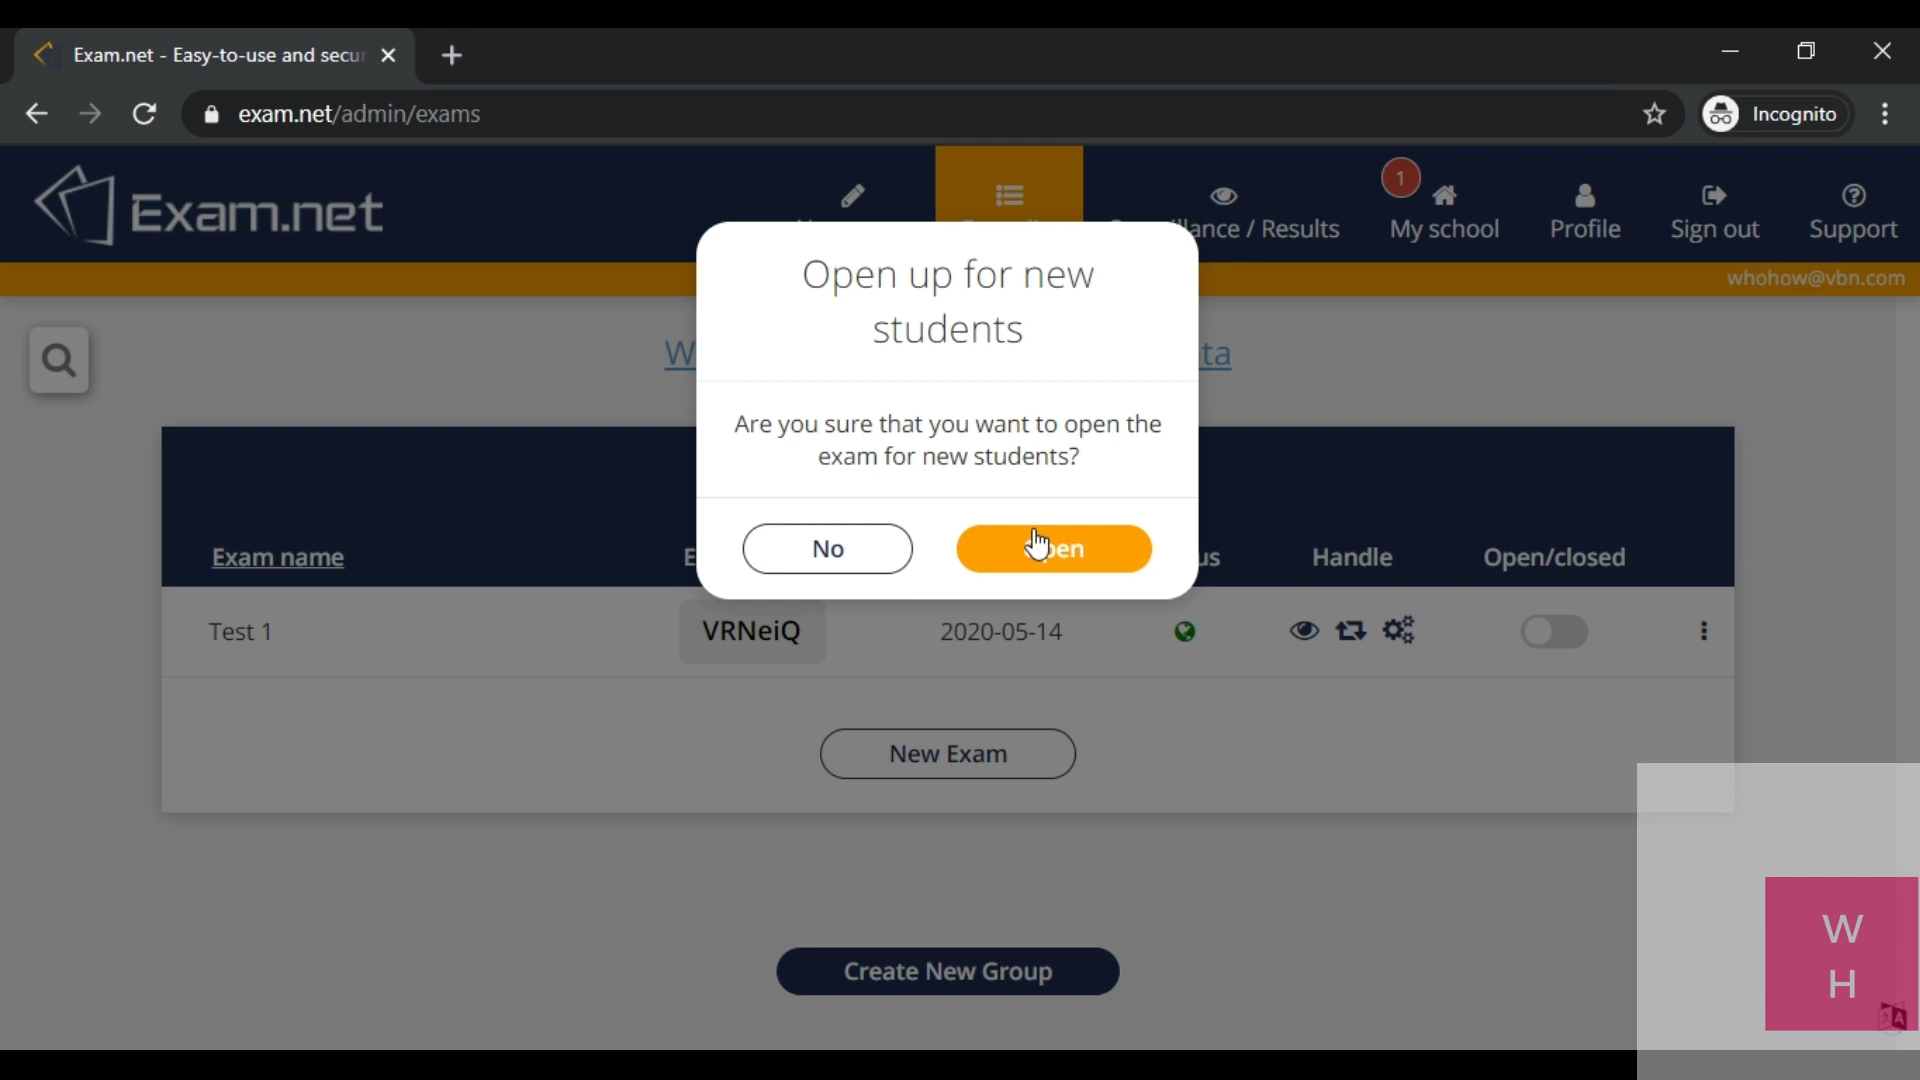 Exam.net - Easy-to-use and secu
exam.net/admin/exams
Incognito
Exam.net
1
lance / Results
My school
Profile
Sign out
Support
whohow@vbn.com
Open up for new
students
Are you sure that you want to open the
exam for new students?
No
Exam name
Handle
Open/closed
Test 1
VRNeiQ
2020-05-14
New Exam
Create New Group
W
H